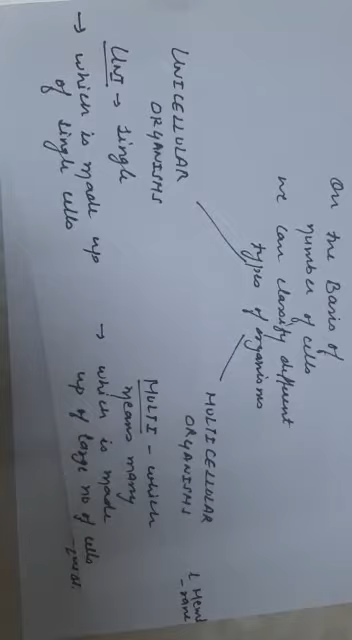 On the Basis of
number of cells
we can classify different
types of organisms
UNICELLULAR
ORGANISMS
UNI → Single
→ which is made up
of single cells
MULTICELLULAR
ORGANISMS
MULTI - which
means many
→ which is made
up of large no of cells